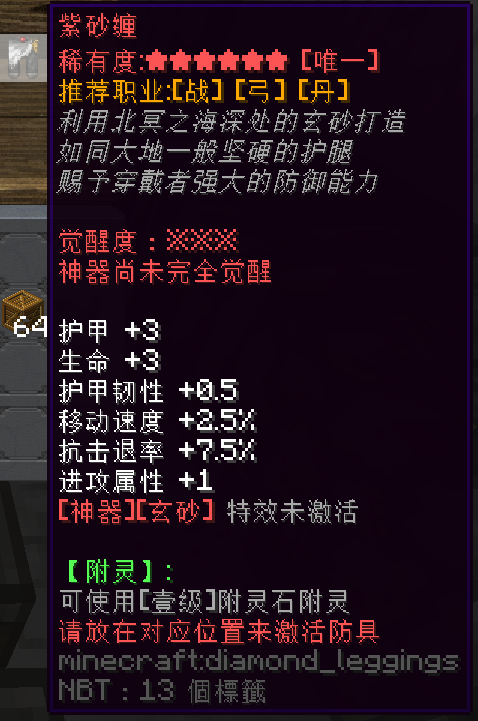 紫砂缠
稀有度:★★★★★★ [唯一]
推荐职业:[战] [弓] [丹]
利用北冥之海深处的玄砂打造
如同大地一般坚硬的护腿
赐予穿戴者强大的防御能力
觉醒度：※※※
神器尚未完全觉醒
64
护甲 +3
生命 +3
护甲韧性 +0.5
移动速度 +2.5%
抗击退率 +7.5%
进攻属性 +1
[神器][玄砂] 特效未激活
【附灵】:
可使用[壹级]附灵石附灵
请放在对应位置来激活防具
minecraft:diamond_leggings
NBT：13 個標籤